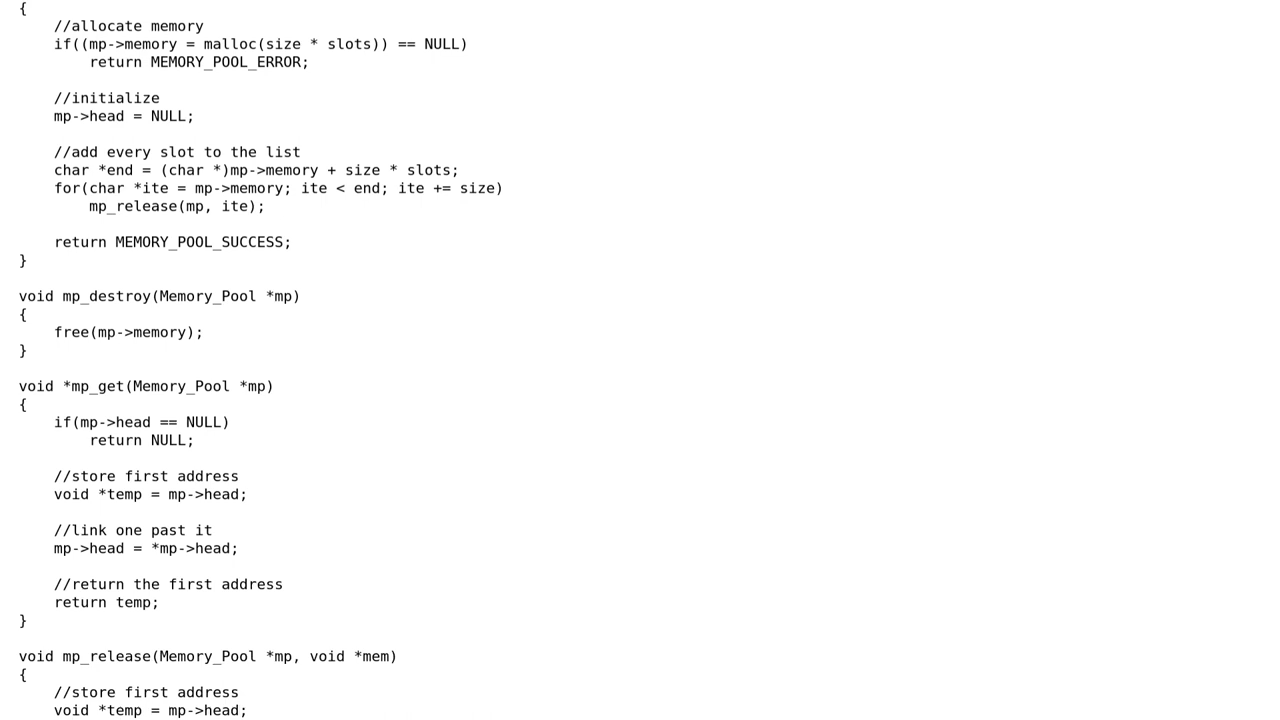 {
    //allocate memory
    if((mp->memory = malloc(size * slots)) == NULL)
        return MEMORY_POOL_ERROR;

    //initialize
    mp->head = NULL;

    //add every slot to the list
    char *end = (char *)mp->memory + size * slots;
    for(char *ite = mp->memory; ite < end; ite += size)
        mp_release(mp, ite);

    return MEMORY_POOL_SUCCESS;
}

void mp_destroy(Memory_Pool *mp)
{
    free(mp->memory);
}

void *mp_get(Memory_Pool *mp)
{
    if(mp->head == NULL)
        return NULL;

    //store first address
    void *temp = mp->head;

    //link one past it
    mp->head = *mp->head;

    //return the first address
    return temp;
}

void mp_release(Memory_Pool *mp, void *mem)
{
    //store first address
    void *temp = mp->head;